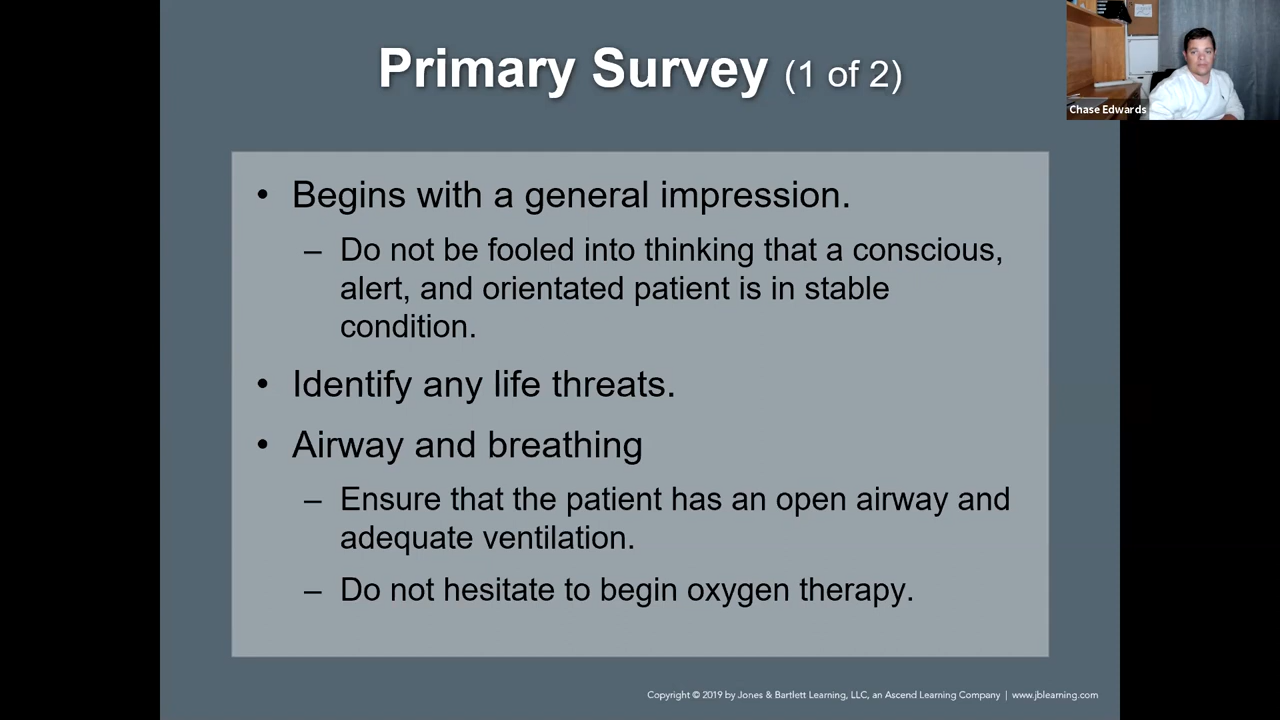 Primary Survey (1 of 2)
Chase Edwards
• Begins with a general impression.
– Do not be fooled into thinking that a conscious,
alert, and orientated patient is in stable
condition.
• Identify any life threats.
• Airway and breathing
– Ensure that the patient has an open airway and
adequate ventilation.
– Do not hesitate to begin oxygen therapy.
Copyright © 2019 by Jones & Bartlett Learning, LLC, an Ascend Learning Company | www.jblearning.com